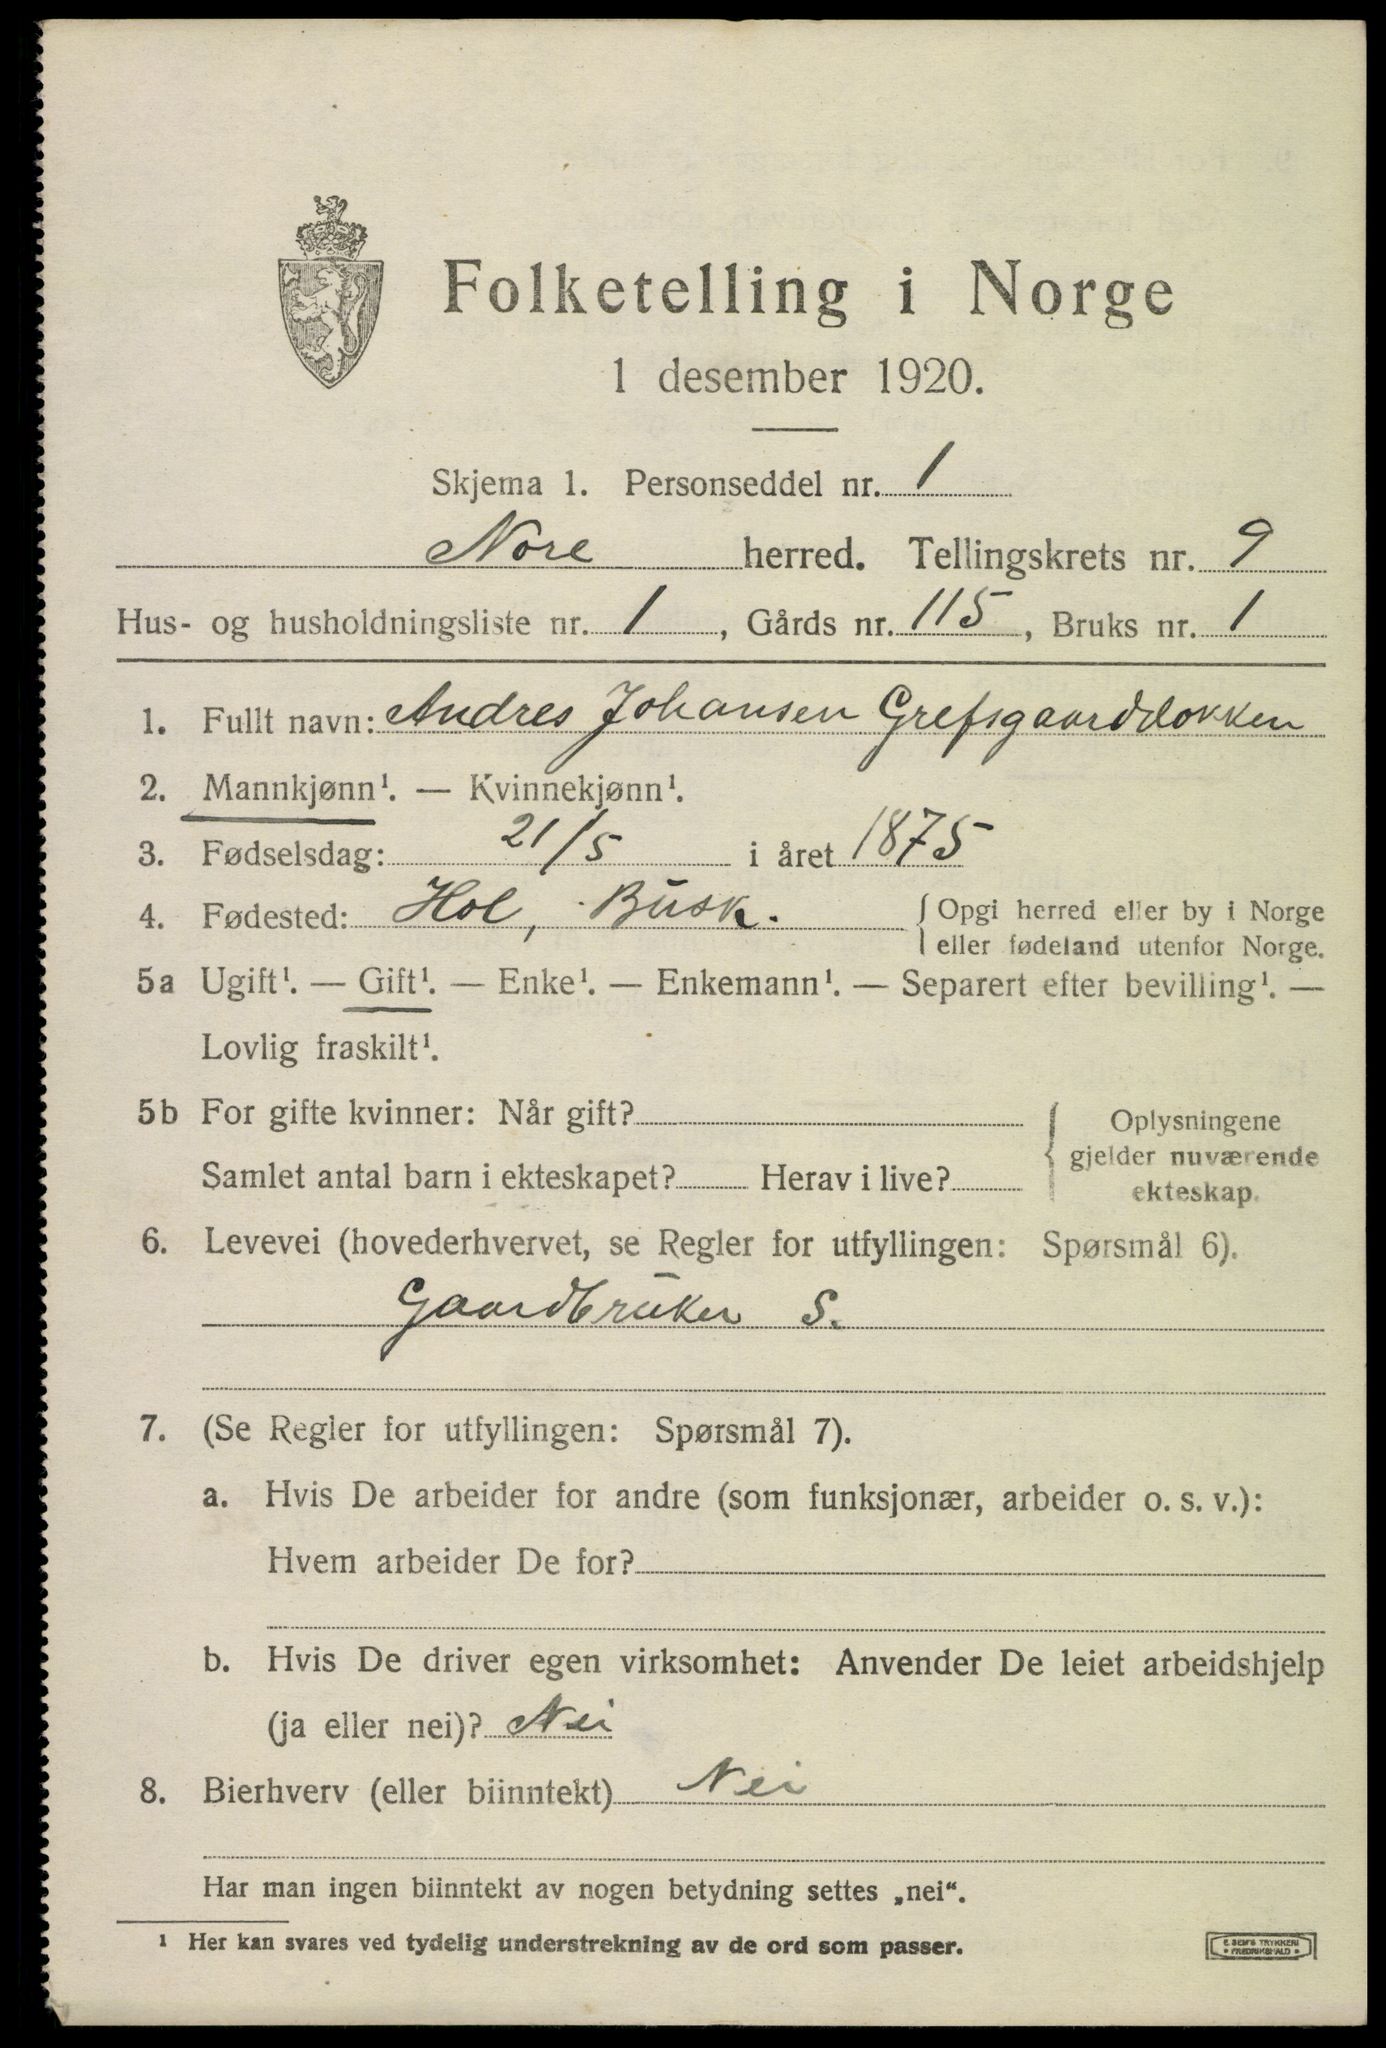 Folketelling i Norge
1 desember 1920.
Skjema 1. Personseddel nr. 1
Nore herred. Tellingskrets nr. 9
Hus- og husholdningsliste nr. 1, Gårds nr. 115, Bruks nr. 1
1. Fullt navn: Andres Johansen Grefsgaarddokken
2. Mannkjønn¹. — Kvinnekjønn¹.
3. Fødselsdag: 21/5 i året 1875
4. Fødested: Hol, Busk. { Opgi herred eller by i Norge
eller fødeland utenfor Norge.
5a Ugift¹. — Gift¹. — Enke¹. — Enkemann¹. — Separert efter bevilling¹. —
Lovlig fraskilt¹.
5b For gifte kvinner: Når gift?
Samlet antal barn i ekteskapet? Herav i live?
{ Oplysningene
gjelder nuværende
ekteskap.
6. Levevei (hovederhvervet, se Regler for utfyllingen: Spørsmål 6).
Gaardbruker S.
7. (Se Regler for utfyllingen: Spørsmål 7).
a. Hvis De arbeider for andre (som funksjonær, arbeider o. s. v.):
Hvem arbeider De for?
b. Hvis De driver egen virksomhet: Anvender De leiet arbeidshjelp
(ja eller nei)? Nei
8. Bierhverv (eller biinntekt) Nei
Har man ingen biinntekt av nogen betydning settes „nei“.
¹ Her kan svares ved tydelig understrekning av de ord som passer.
E. SEM'S TRYKKERI
• FREDRIKSHALD •